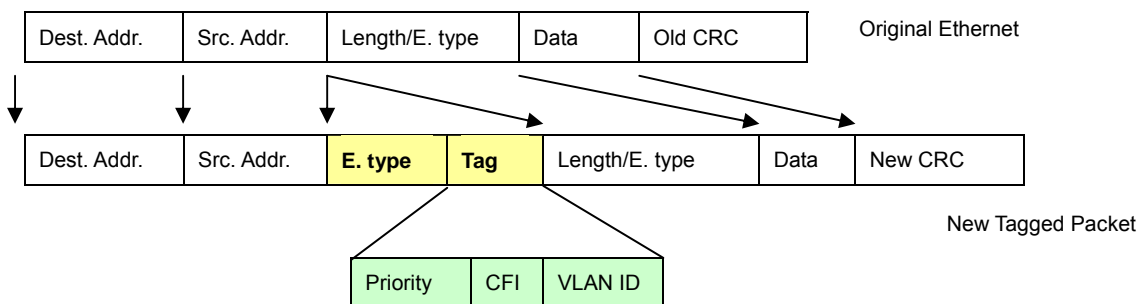 Dest. Addr. Src. Addr. Length/E. type Data Old CRC Original Ethernet
Dest. Addr. Src. Addr. E. type Tag Length/E. type Data New CRC
New Tagged Packet
Priority CFI VLAN ID